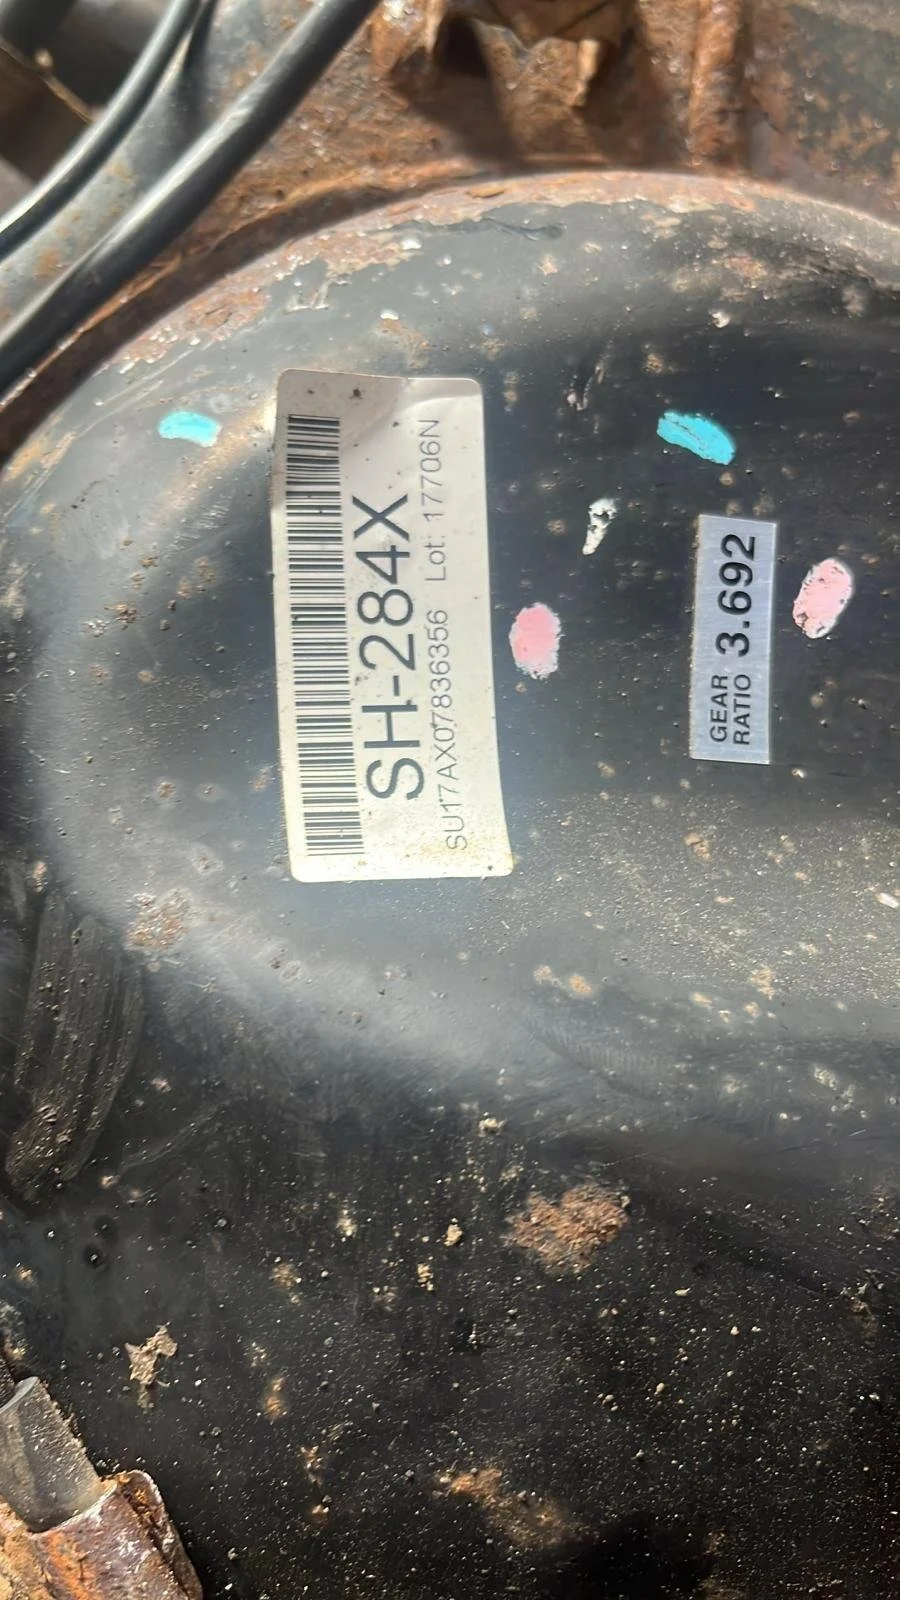 SH-284X
SU17AX07836356 Lot: 17706N
GEAR
RATIO 3.692